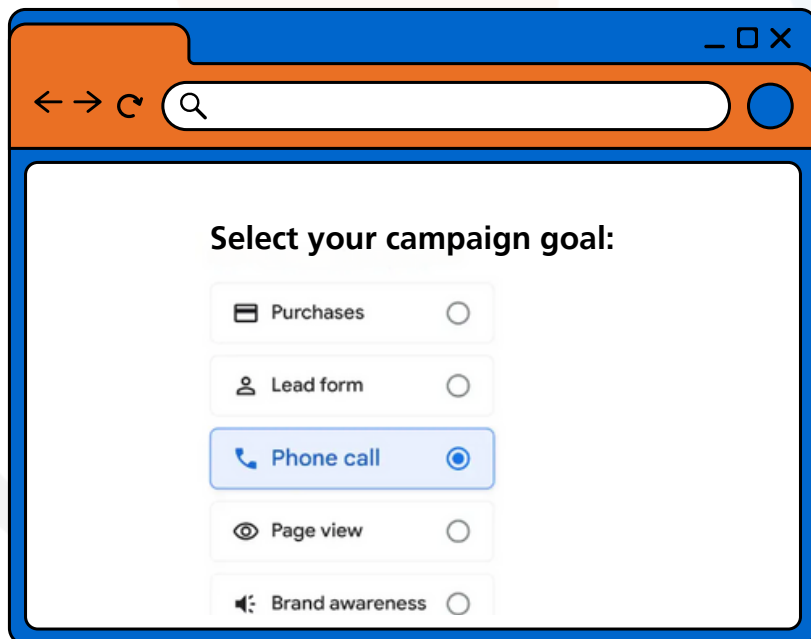 Select your campaign goal:
Purchases
Lead form
Phone call
Page view
Brand awareness